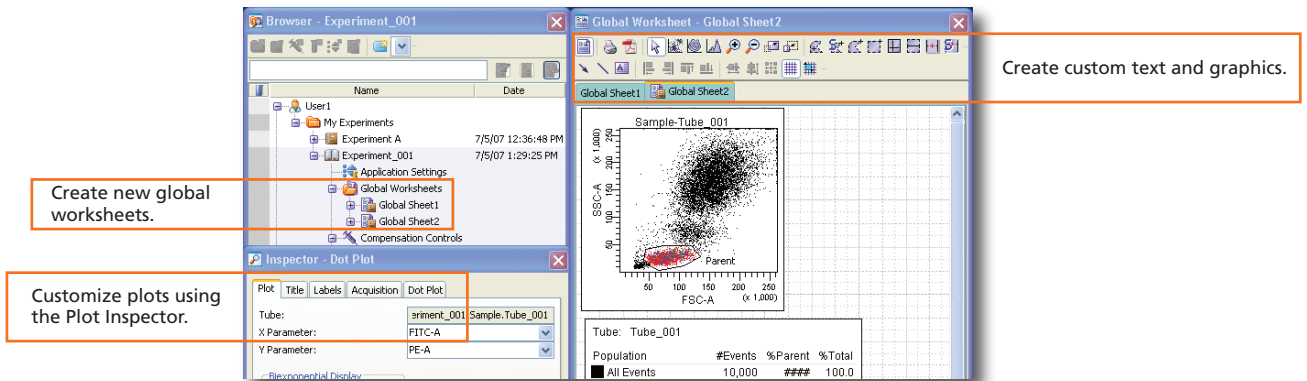 Browser - Experiment_001
Name Date
User1
My Experiments
Experiment A 7/5/07 12:36:48 PM
Experiment_001 7/5/07 1:29:25 PM
Application Settings
Global Worksheets
Global Sheet1
Global Sheet2
Compensation Controls
Create new global
worksheets.
Inspector - Dot Plot
Plot Title Labels Acquisition Dot Plot
Tube: eriment_001 Sample.Tube_001
X Parameter: FITC-A
Y Parameter: PE-A
Biexponential Display
Customize plots using
the Plot Inspector.
Global Worksheet - Global Sheet2
Global Sheet1 Global Sheet2
Create custom text and graphics.
Sample-Tube_001
SSC-A (x 1,000)
50 100 150 200 250
Parent
50 100 150 200 250
FSC-A (x 1,000)
Tube: Tube_001
Population #Events %Parent %Total
All Events 10,000 #### 100.0